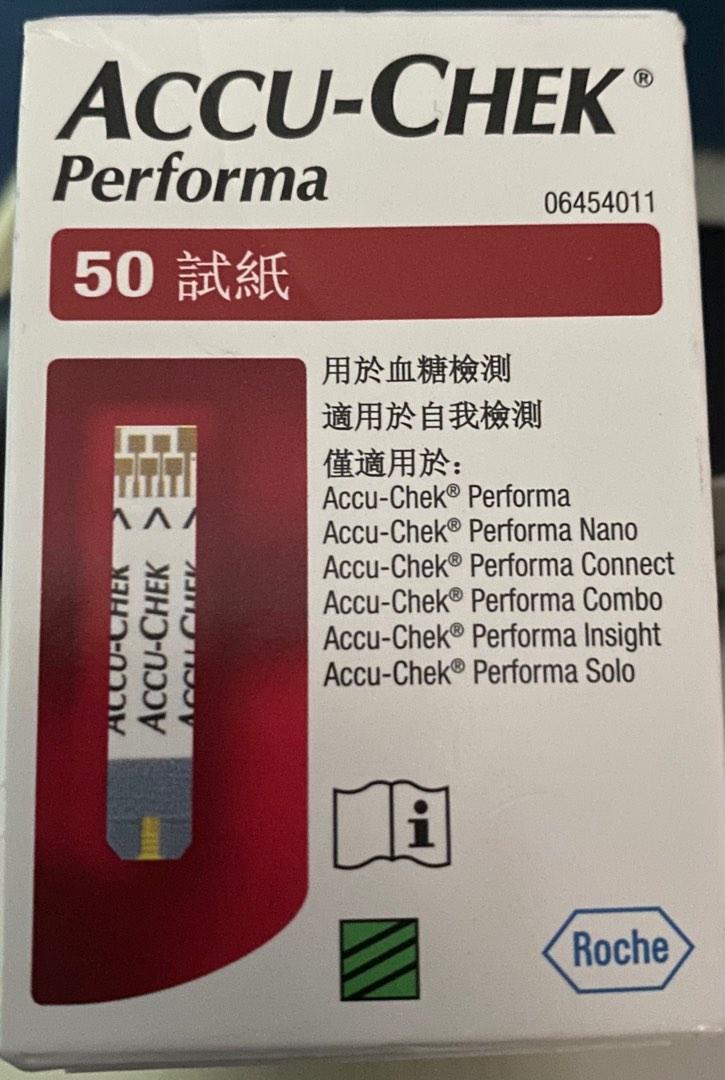 ACCU-CHEK®
Performa
06454011
50 試紙
用於血糖檢測
適用於自我檢測
僅適用於：
Accu-Chek® Performa
Accu-Chek® Performa Nano
Accu-Chek® Performa Connect
Accu-Chek® Performa Combo
Accu-Chek® Performa Insight
Accu-Chek® Performa Solo
ACCU-CHEK
ACCU-CHEK
ACCU-CHEK
i
Roche